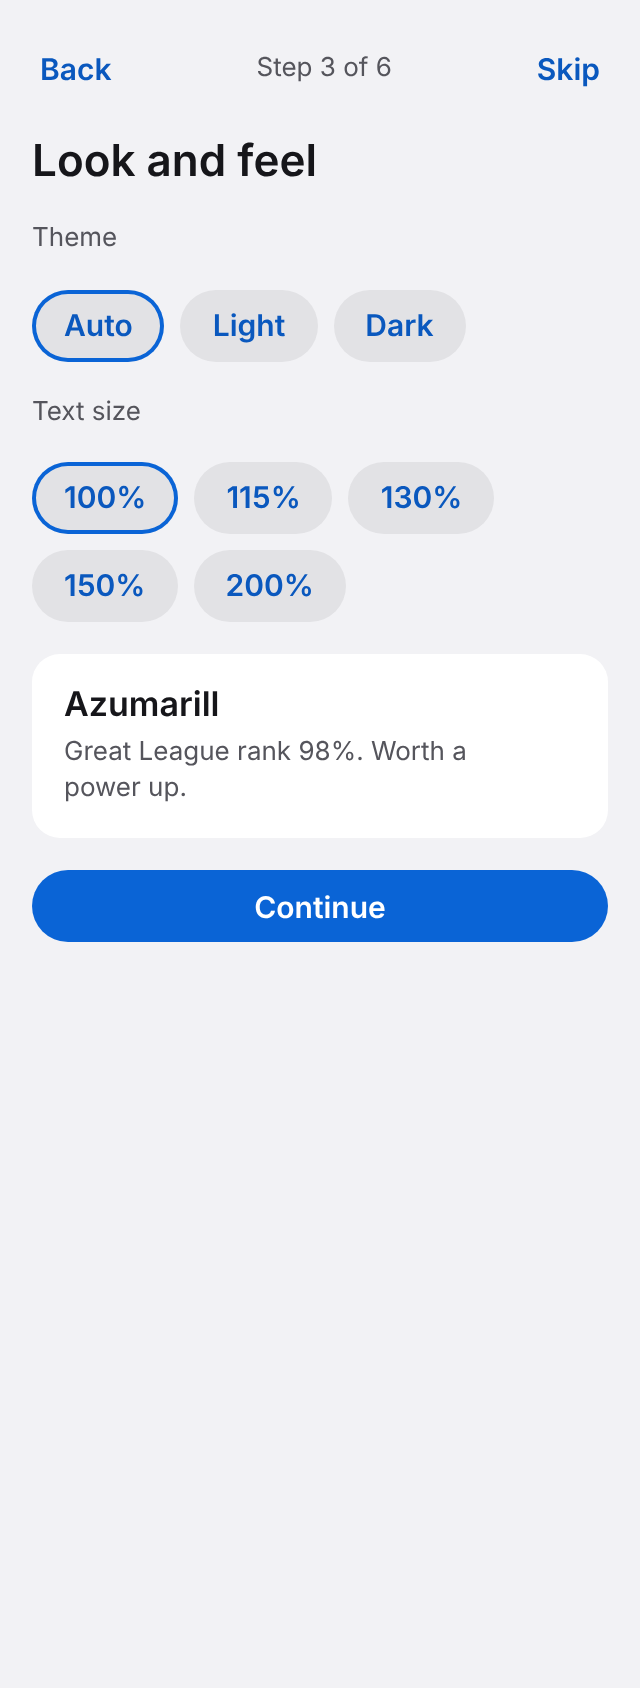 Back
Step 3 of 6
Skip
Look and feel
Theme
Auto
Light
Dark
Text size
100%
115%
130%
150%
200%
Azumarill
Great League rank 98%. Worth a
power up.
Continue